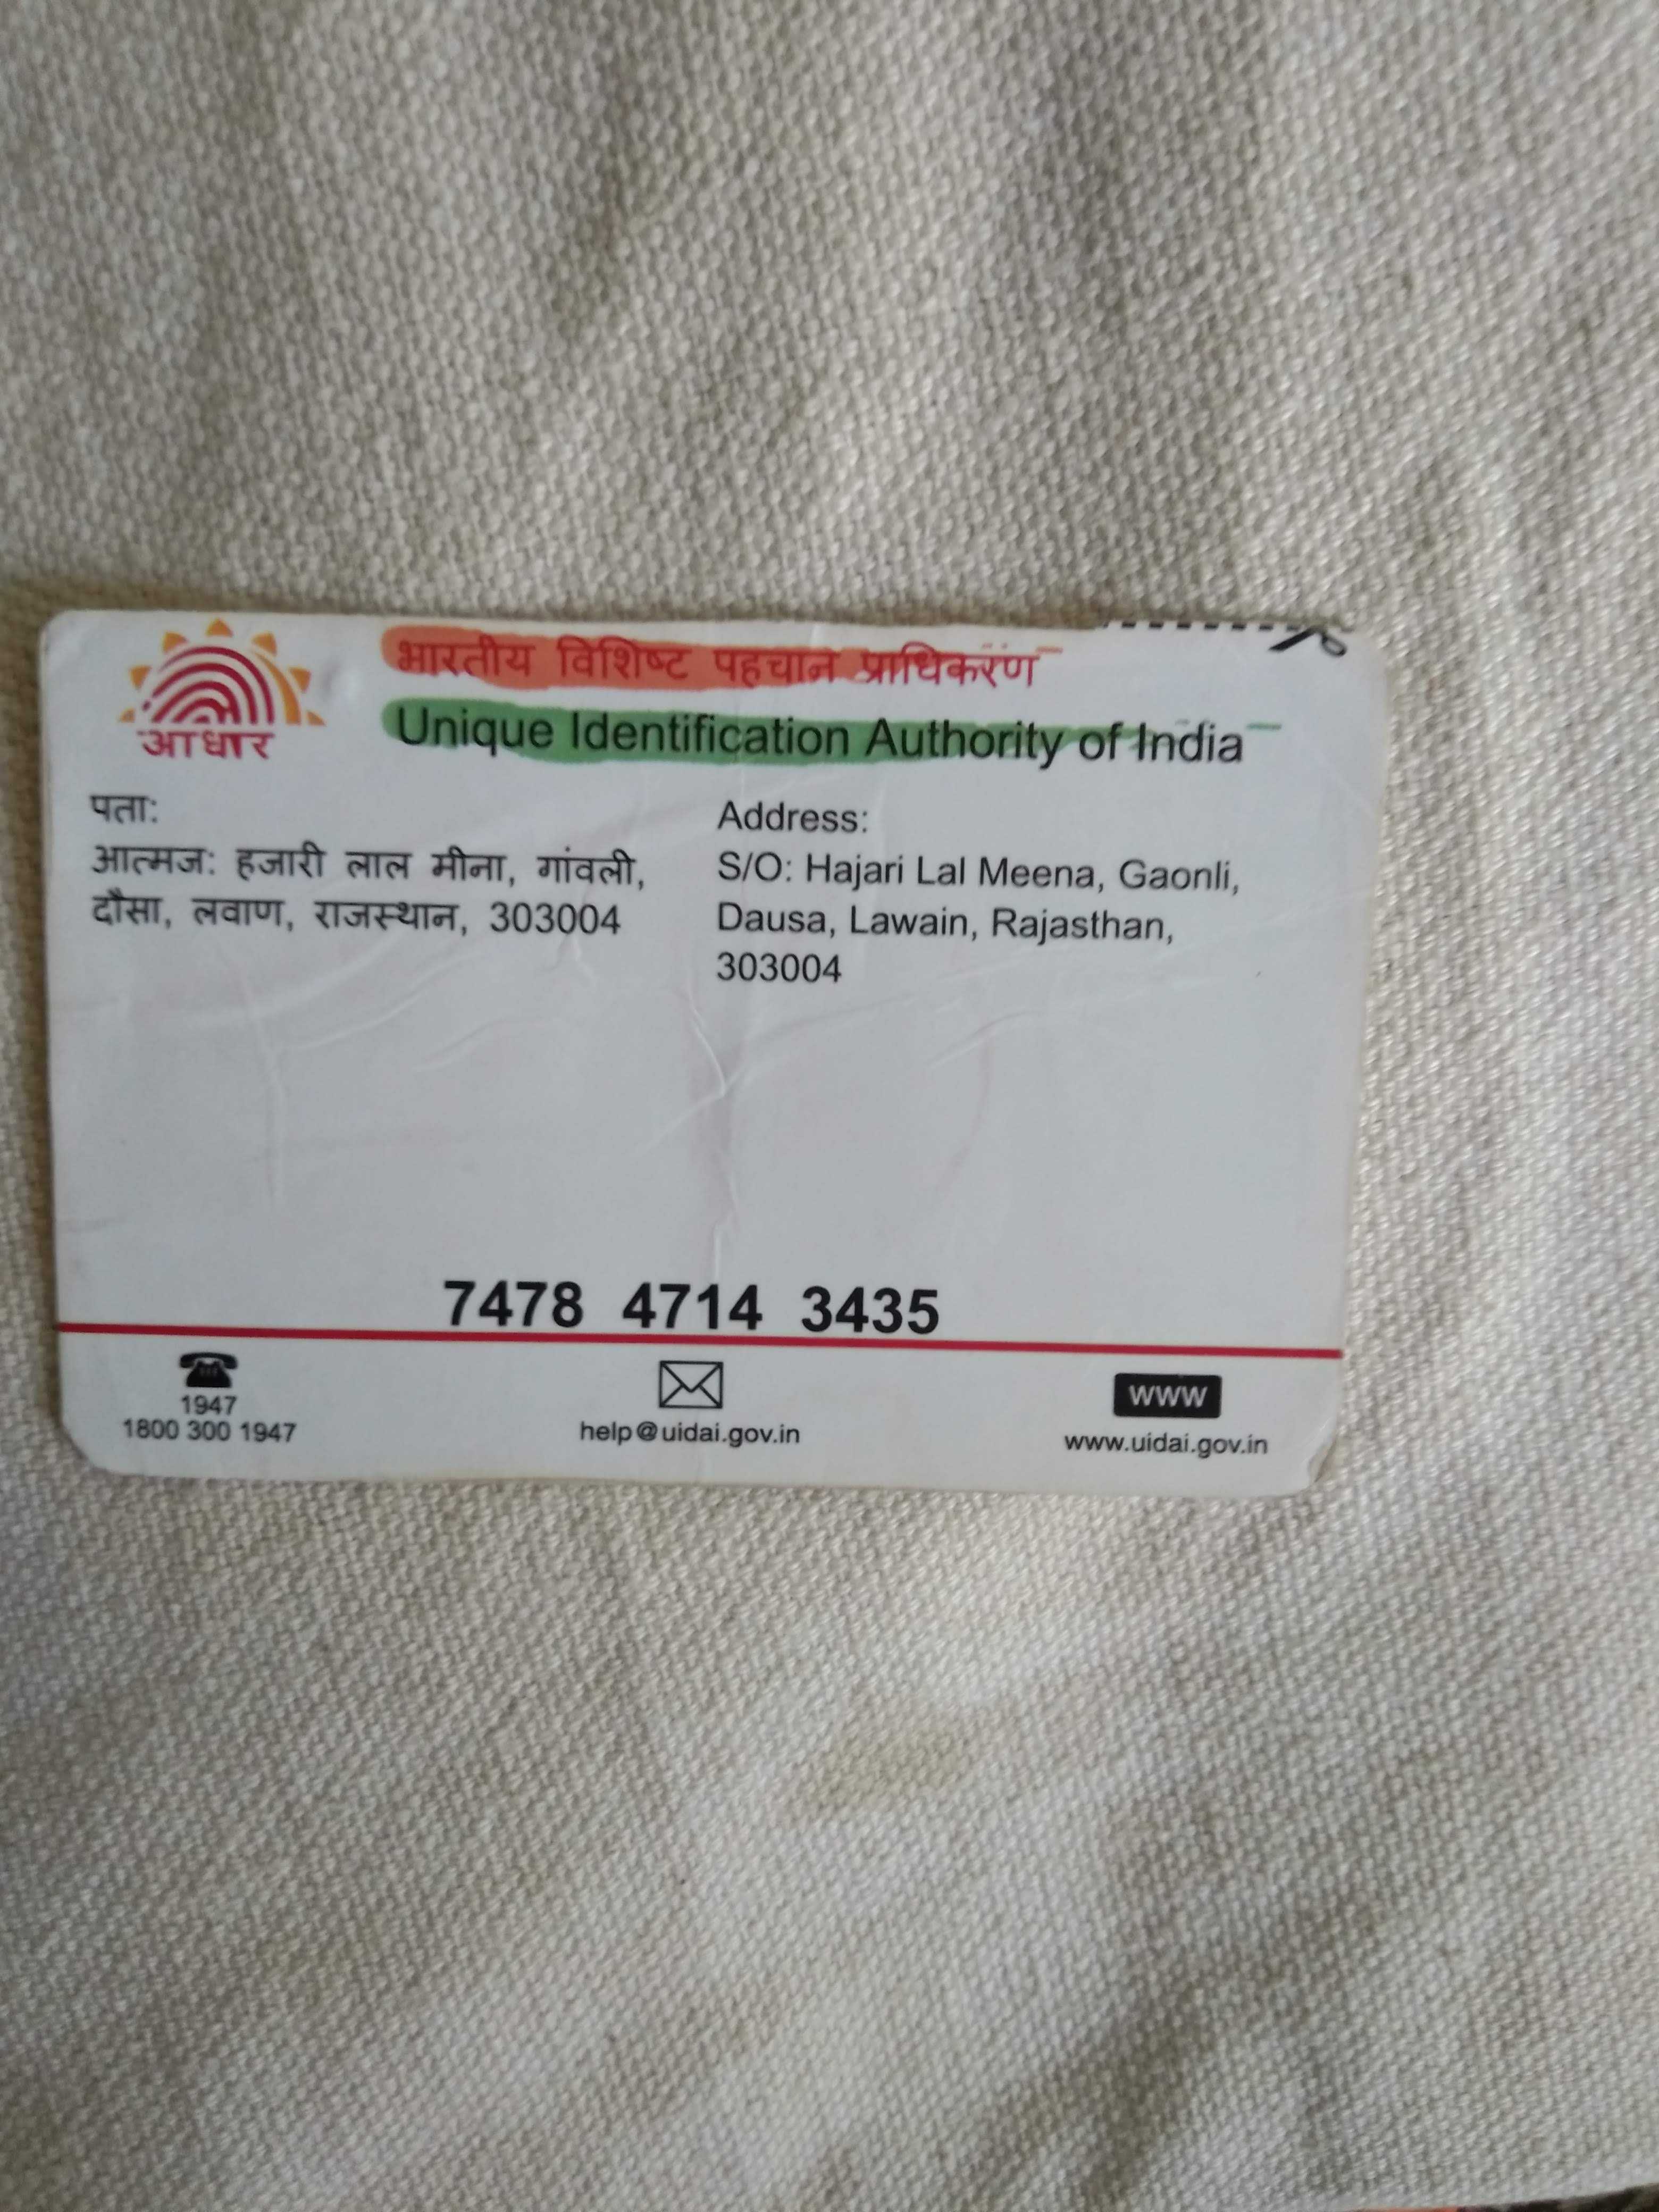 भारतीय विशिष्ट पहचान प्राधिकरण
Unique Identification Authority of India
आधार
पता:
आत्मज: हजारी लाल मीना, गांवली,
दौसा, लवाण, राजस्थान, 303004
Address:
S/O: Hajari Lal Meena, Gaonli,
Dausa, Lawain, Rajasthan,
303004
7478 4714 3435
1947
1800 300 1947
help@uidai.gov.in
www
www.uidai.gov.in